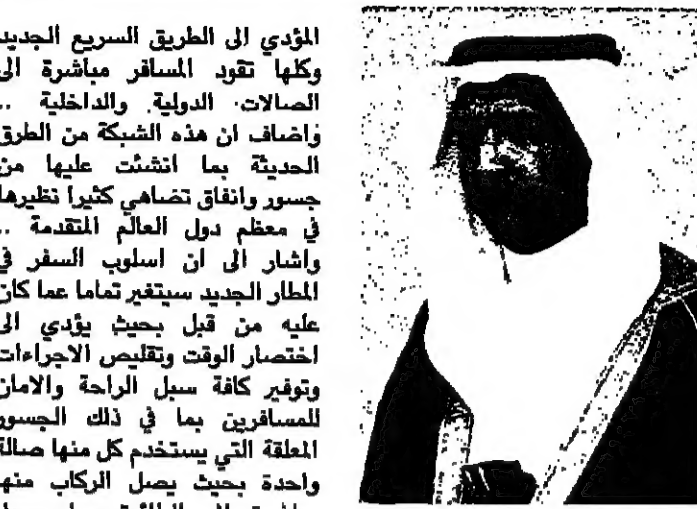 المؤدي الى الطريق السريع الجديد
وكلها تقود المسافر مباشرة الى
الصالات الدولية والداخلية ..
واضاف ان هذه الشبكة من الطرق
الحديثة بما انشئت عليها من
جسور وانفاق تضاهي كثيرا نظيرها
في معظم دول العالم المتقدمة ..
واشار الى ان اسلوب السفر في
المطار الجديد سيتغير تماما عما كان
عليه من قبل بحيث يؤدي الى
اختصار الوقت وتقليص الاجراءات
وتوفير كافة سبل الراحة والامان
للمسافرين بما في ذلك الجسور
المعلقة التي يستخدم كل منها صالة
واحدة بحيث يصل الركاب منها